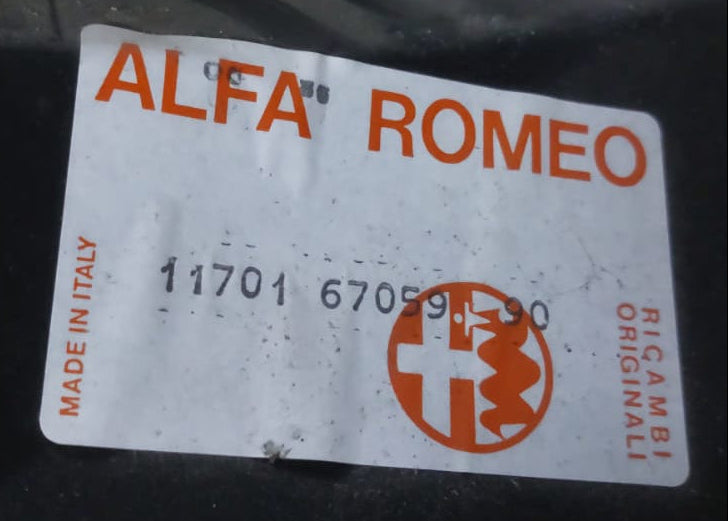 ALFA ROMEO
MADE IN ITALY
11701 67059 90
RICAMBI
ORIGINALI